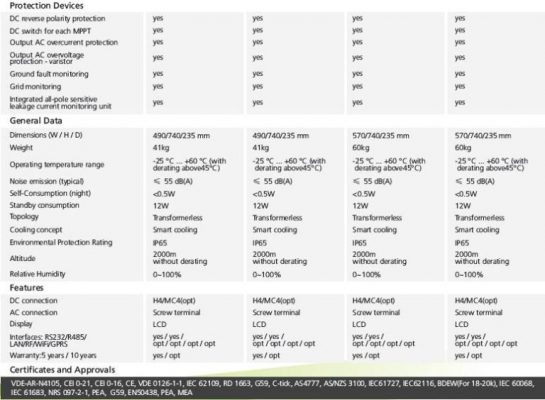 Protection Devices
DC reverse polarity protection yes yes yes yes
DC switch for each MPPT yes yes yes yes
Output AC overcurrent protection yes yes yes yes
Output AC overvoltage
protection - varistor yes yes yes yes
Ground fault monitoring yes yes yes yes
Grid monitoring yes yes yes yes
Integrated all-pole sensitive
leakage current monitoring unit yes yes yes yes
General Data
Dimensions (W / H / D) 490/740/235 mm 490/740/235 mm 570/740/235 mm 570/740/235 mm
Weight 41kg 41kg 60kg 60kg
Operating temperature range -25 °C ... +60 °C (with -25 °C ... +60 °C (with -25 °C ... +60 °C (with -25 °C ... +60 °C (with
derating above45°C) derating above45°C) derating above45°C) derating above45°C)
Noise emission (typical) ≤ 55 dB(A) ≤ 55 dB(A) ≤ 55 dB(A) ≤ 55 dB(A)
Self-Consumption (night) <0.5W <0.5W <0.5W <0.5W
Standby consumption 12W 12W 12W 12W
Topology Transformerless Transformerless Transformerless Transformerless
Cooling concept Smart cooling Smart cooling Smart cooling Smart cooling
Environmental Protection Rating IP65 IP65 IP65 IP65
Altitude 2000m 2000m 2000m 2000m
without derating without derating without derating without derating
Relative Humidity 0~100% 0~100% 0~100% 0~100%
Features
DC connection H4/MC4(opt) H4/MC4(opt) H4/MC4(opt) H4/MC4(opt)
AC connection Screw terminal Screw terminal Screw terminal Screw terminal
Display LCD LCD LCD LCD
Interfaces: RS232/R485/ yes / yes / yes / yes / yes / yes / yes / yes /
LAN/RF/WiFi/GPRS opt / opt / opt / opt opt / opt / opt / opt opt / opt / opt / opt opt / opt / opt / opt
Warranty:5 years / 10 years yes / opt yes / opt yes / opt yes / opt
Certificates and Approvals
VDE-AR-N4105, CEI 0-21, CEI 0-16, CE, VDE 0126-1-1, IEC 62109, RD 1663, G59, C-tick, AS4777, AS/NZS 3100, IEC61727, IEC62116, BDEW(For 18-20k), IEC 60068,
IEC 61683, NRS 097-2-1, PEA, G59, EN50438, PEA, MEA